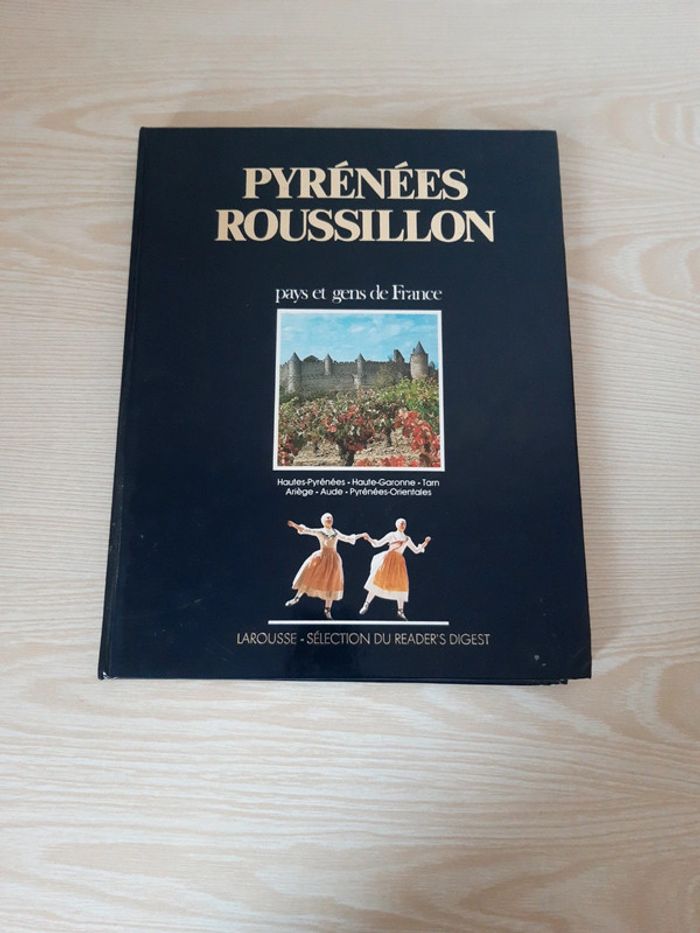 PYRÉNÉES
ROUSSILLON
pays et gens de France
Hautes-Pyrénées - Haute-Garonne - Tarn
Ariège - Aude - Pyrénées-Orientales
LAROUSSE - SÉLECTION DU READER'S DIGEST